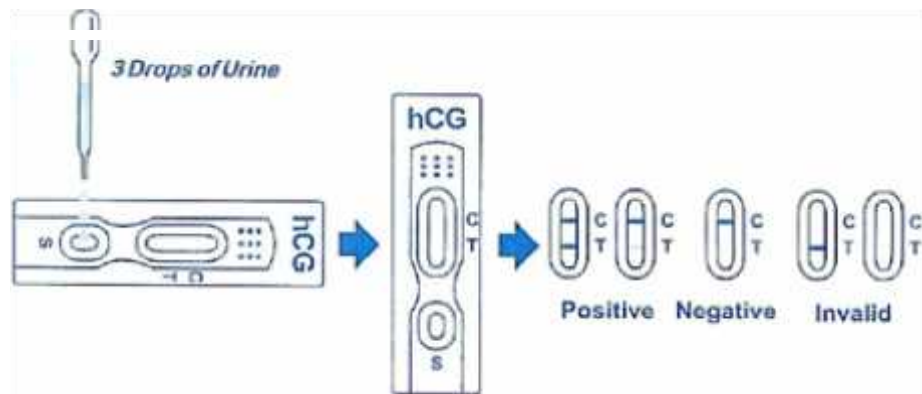 3 Drops of Urine
S
C
T
hCG
hCG
C
T
S
C
T
C
T
C
T
C
T
C
T
Positive
Negative
Invalid